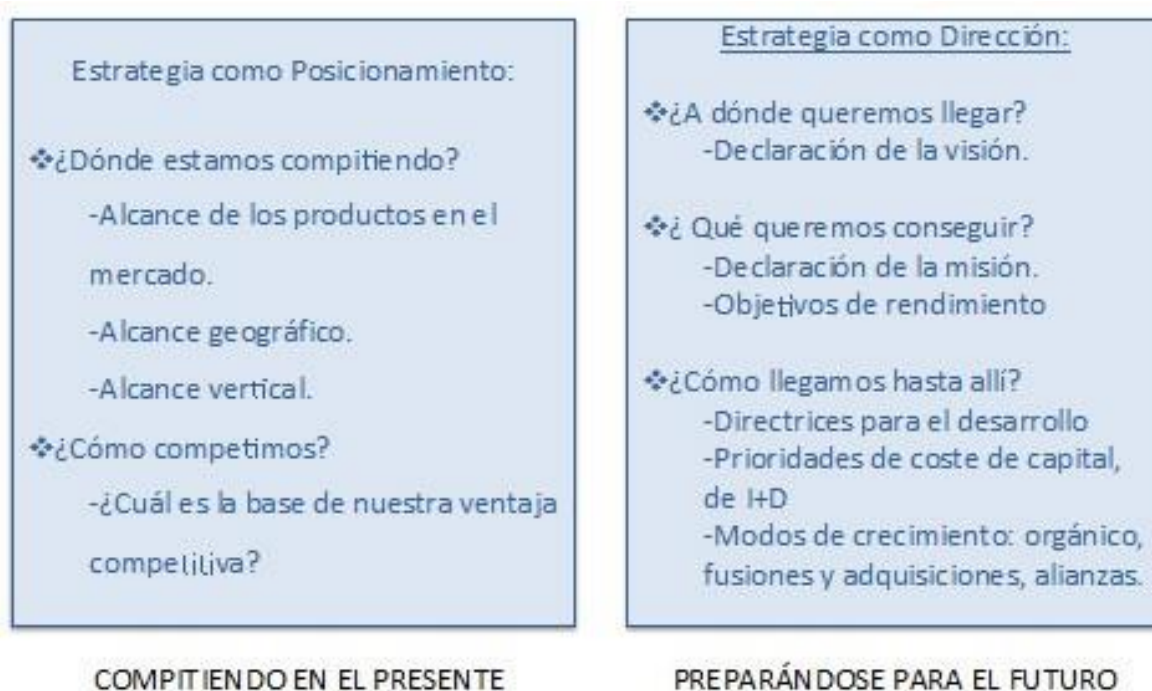 Estrategia como Posicionamiento:
❖¿Dónde estamos compitiendo?
-Alcance de los productos en el
mercado.
-Alcance geográfico.
-Alcance vertical.
❖¿Cómo competimos?
-¿Cuál es la base de nuestra ventaja
competitiva?
COMPITIENDO EN EL PRESENTE
Estrategia como Dirección:
❖¿A dónde queremos llegar?
-Declaración de la visión.
❖¿ Qué queremos conseguir?
-Declaración de la misión.
-Objetivos de rendimiento
❖¿Cómo llegamos hasta allí?
-Directrices para el desarrollo
-Prioridades de coste de capital,
de I+D
-Modos de crecimiento: orgánico,
fusiones y adquisiciones, alianzas.
PREPARÁNDOSE PARA EL FUTURO